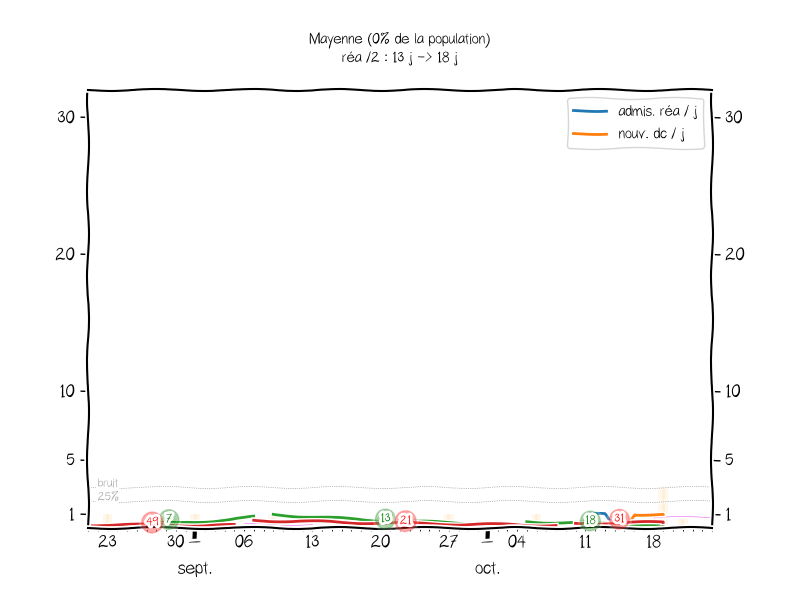 Mayenne (0% de la population)
réa /2 : 13 j -> 18 j
admis. réa / j
nouv. dc / j
30 30
20 20
10 10
5 5
bruit
25%
1 1
49 7 13 21 18 31
23 30 06 13 20 27 04 11 18
sept. oct.